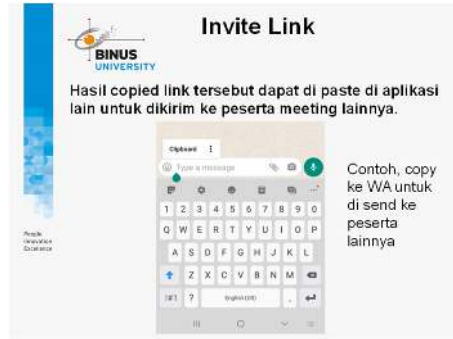 Invite Link
BINUS
UNIVERSITY
Hasil copied link tersebut dapat di paste di aplikasi
lain untuk dikirim ke peserta meeting lainnya.
Clipboard
Type a message
1 2 3 4 5 6 7 8 9 0
Q W E R T Y U I O P
A S D F G H J K L
Z X C V B N M
!#1 ? English (US) .
Contoh, copy
ke WA untuk
di send ke
peserta
lainnya
People
Innovation
Excellence